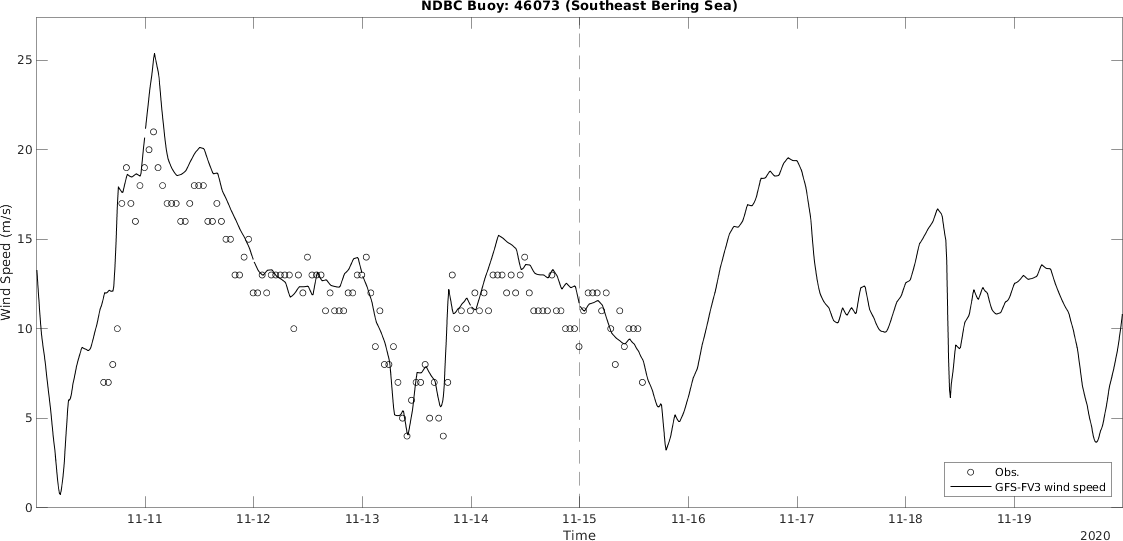 NDBC Buoy: 46073 (Southeast Bering Sea)
Wind Speed (m/s)
25
20
15
10
5
0
Obs.
GFS-FV3 wind speed
11-11 11-12 11-13 11-14 11-15 11-16 11-17 11-18 11-19
Time
2020